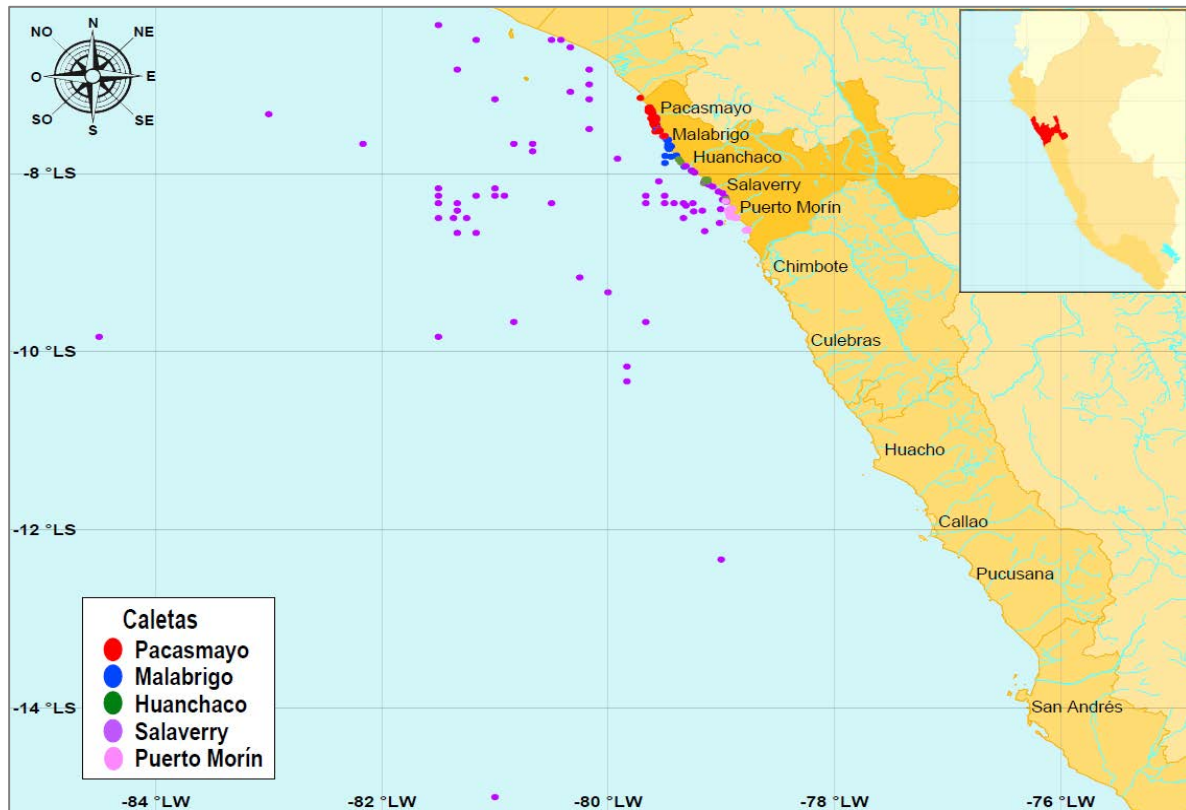 N
NO
NE
O
E
SO
SE
S
Pacasmayo
Malabrigo
Huanchaco
-8 °LS
Salaverry
Puerto Morín
Chimbote
Culebras
-10 °LS
Huacho
Callao
-12 °LS
Pucusana
Caletas
Pacasmayo
Malabrigo
Huanchaco
Salaverry
Puerto Morín
San Andrés
-14 °LS
-84 °LW
-82 °LW
-80 °LW
-78 °LW
-76 °LW